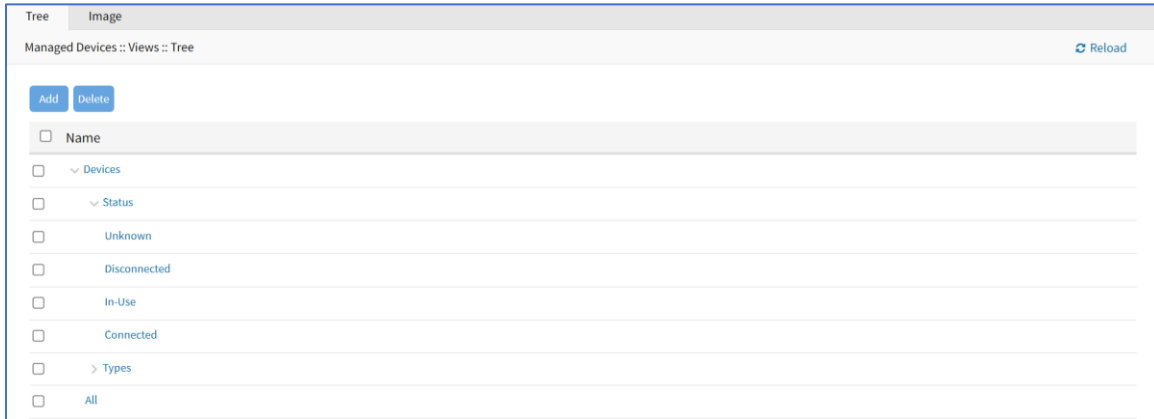 Tree Image
Managed Devices :: Views :: Tree Reload
Add Delete
Name
Devices
Status
Unknown
Disconnected
In-Use
Connected
Types
All